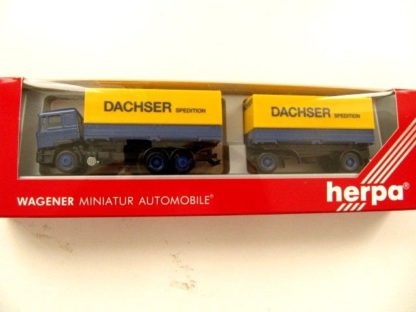 DACHSER SPEDITION
DACHSER SPEDITION
WAGENER MINIATUR AUTOMOBILE®
herpa®